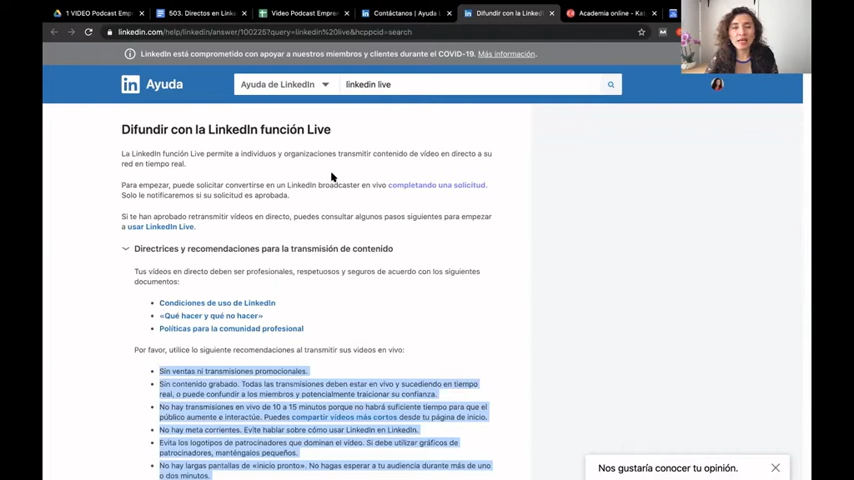 1 VIDEO Podcast Empr
503. Directos en Linke
Video Podcast Empren
Contáctanos | Ayuda L
Difundir con la LinkedIn
Academia online - Kat
linkedin.com/help/linkedin/answer/100225?query=linkedin%20live&hcppcid=search
LinkedIn está comprometido con apoyar a nuestros miembros y clientes durante el COVID-19. Más información.
in Ayuda
Ayuda de LinkedIn
linkedin live
Difundir con la LinkedIn función Live
La LinkedIn función Live permite a individuos y organizaciones transmitir contenido de vídeo en directo a su
red en tiempo real.
Para empezar, puede solicitar convertirse en un LinkedIn broadcaster en vivo completando una solicitud.
Solo le notificaremos si su solicitud es aprobada.
Si te han aprobado retransmitir vídeos en directo, puedes consultar algunos pasos siguientes para empezar
a usar LinkedIn Live.
Directrices y recomendaciones para la transmisión de contenido
Tus vídeos en directo deben ser profesionales, respetuosos y seguros de acuerdo con los siguientes
documentos:
• Condiciones de uso de LinkedIn
• «Qué hacer y qué no hacer»
• Políticas para la comunidad profesional
Por favor, utilice lo siguiente recomendaciones al transmitir sus videos en vivo:
• Sin ventas ni transmisiones promocionales.
• Sin contenido grabado. Todas las transmisiones deben estar en vivo y sucediendo en tiempo
real, o puede confundir a los miembros y potencialmente traicionar su confianza.
• No hay transmisiones en vivo de 10 a 15 minutos porque no habrá suficiente tiempo para que el
público aumente e interactúe. Puedes compartir vídeos más cortos desde tu página de inicio.
• No hay meta corrientes. Evite hablar sobre cómo usar LinkedIn en LinkedIn.
• Evita los logotipos de patrocinadores que dominan el vídeo. Si debe utilizar gráficos de
patrocinadores, manténgalos pequeños.
• No hay largas pantallas de «inicio pronto». No hagas esperar a tu audiencia durante más de uno
o dos minutos.
Nos gustaría conocer tu opinión.